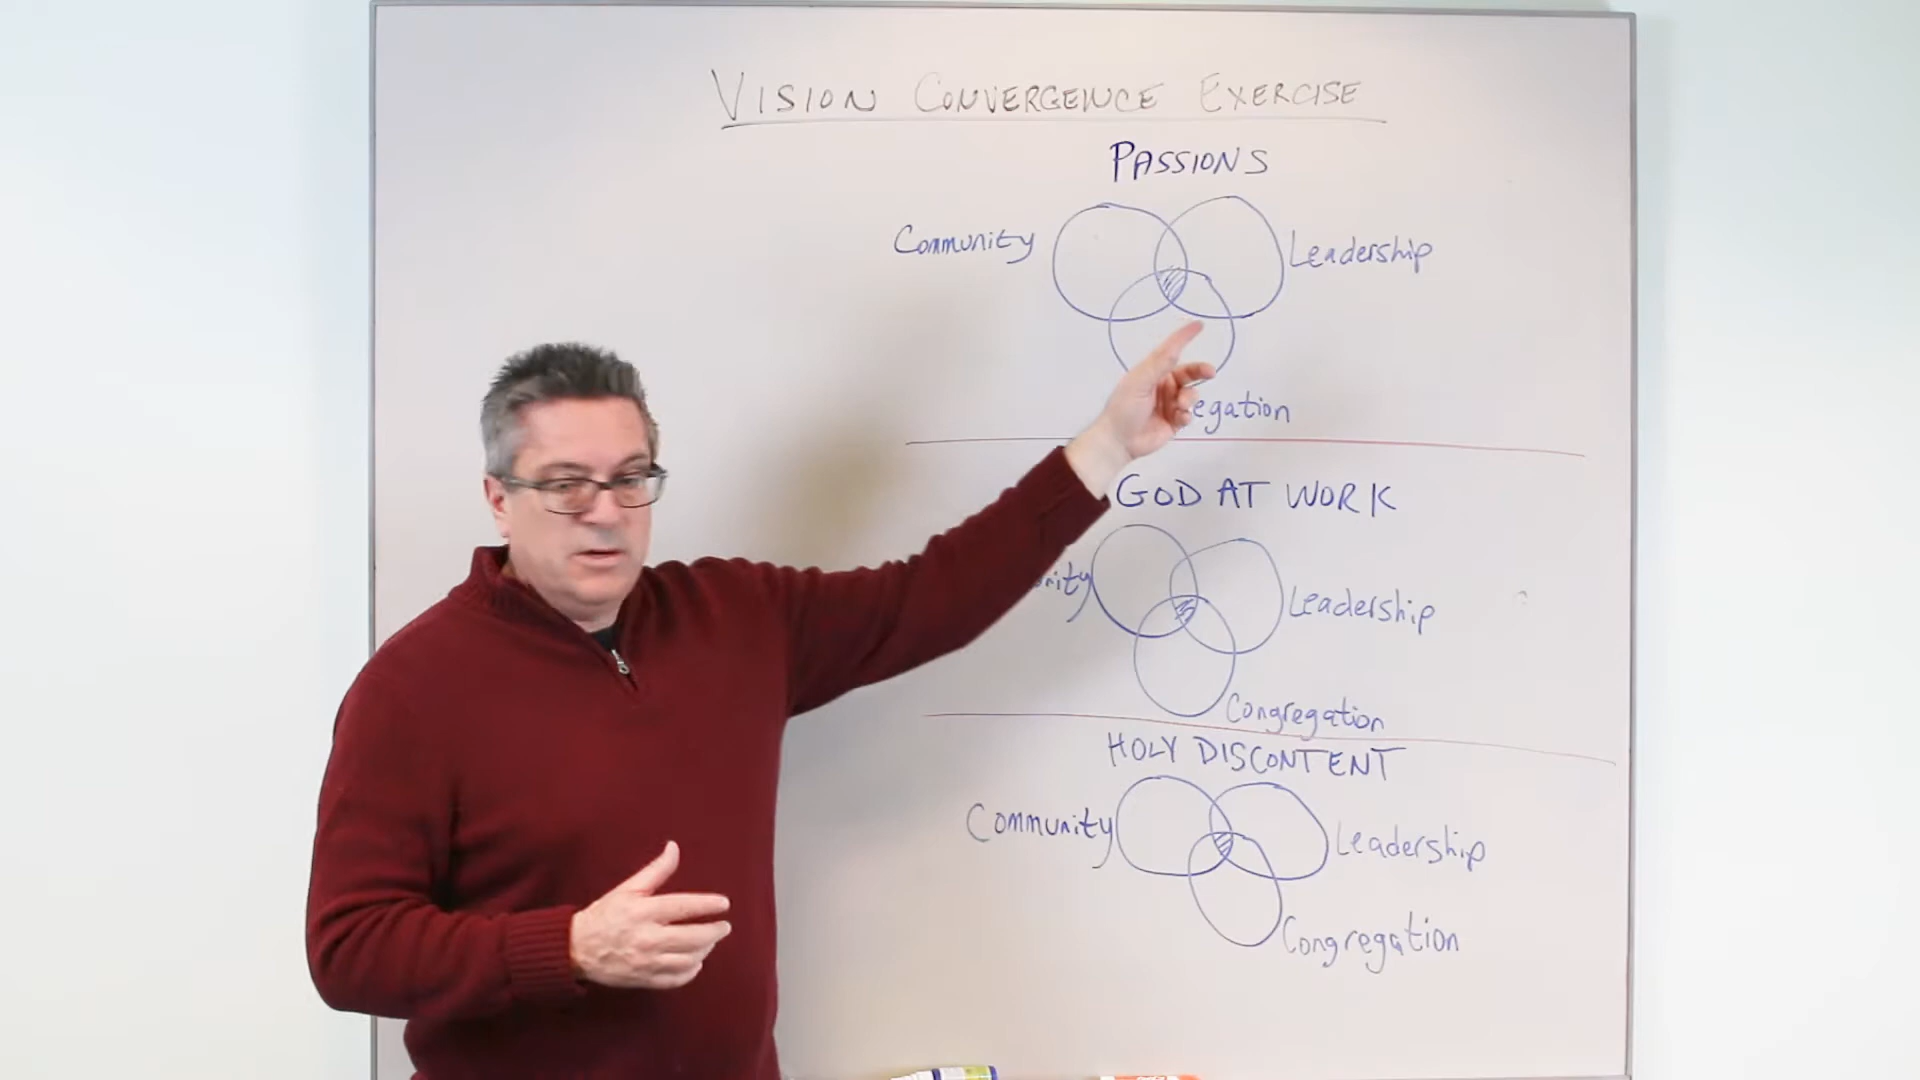 VISION CONVERGENCE EXERCISE
PASSIONS
Community
Leadership
egation
GOD AT WORK
nity
Leadership
Congregation
HOLY DISCONTENT
Community
Leadership
Congregation